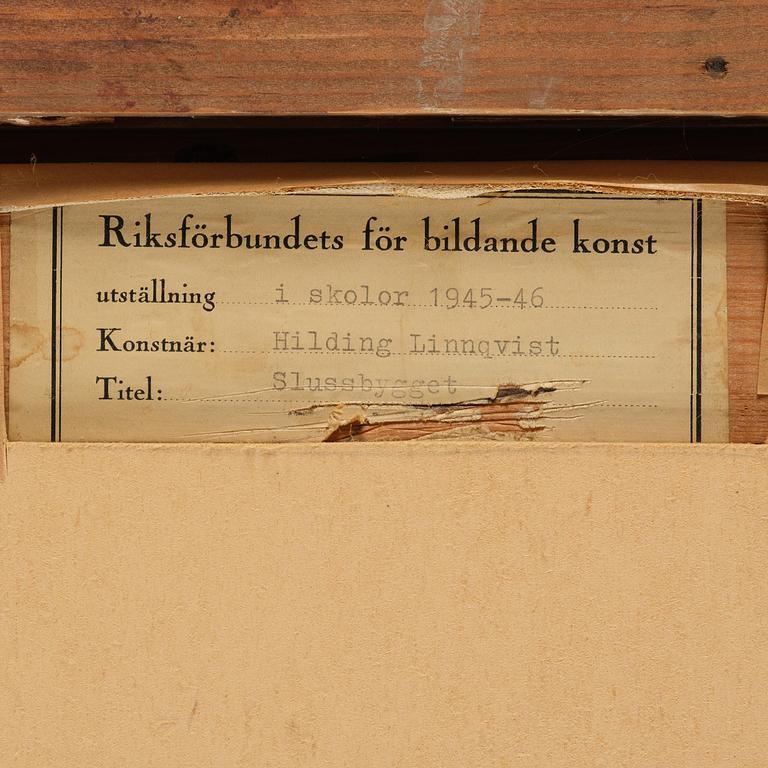 Riksförbundets för bildande konst
utställning i skolor 1945-46
Konstnär: Hilding Linnqvist
Titel: Slussbygget